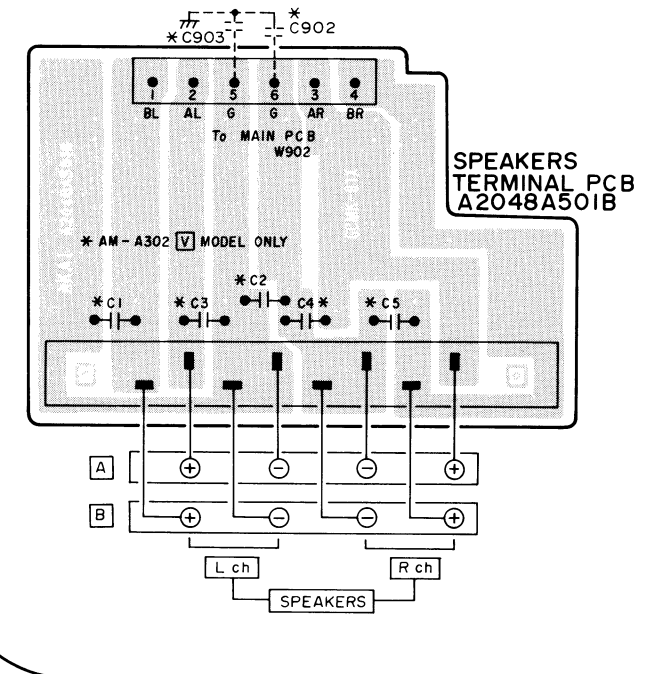 *
* C903
C902
1 2 5 6 3 4
BL AL G G AR BR
To MAIN PCB
W902
SPEAKERS
TERMINAL PCB
A2048A501B
* AM-A302 V MODEL ONLY
* C2
* C1
* C3
C4 *
* C5
A + − − +
B + − − +
L ch
R ch
SPEAKERS